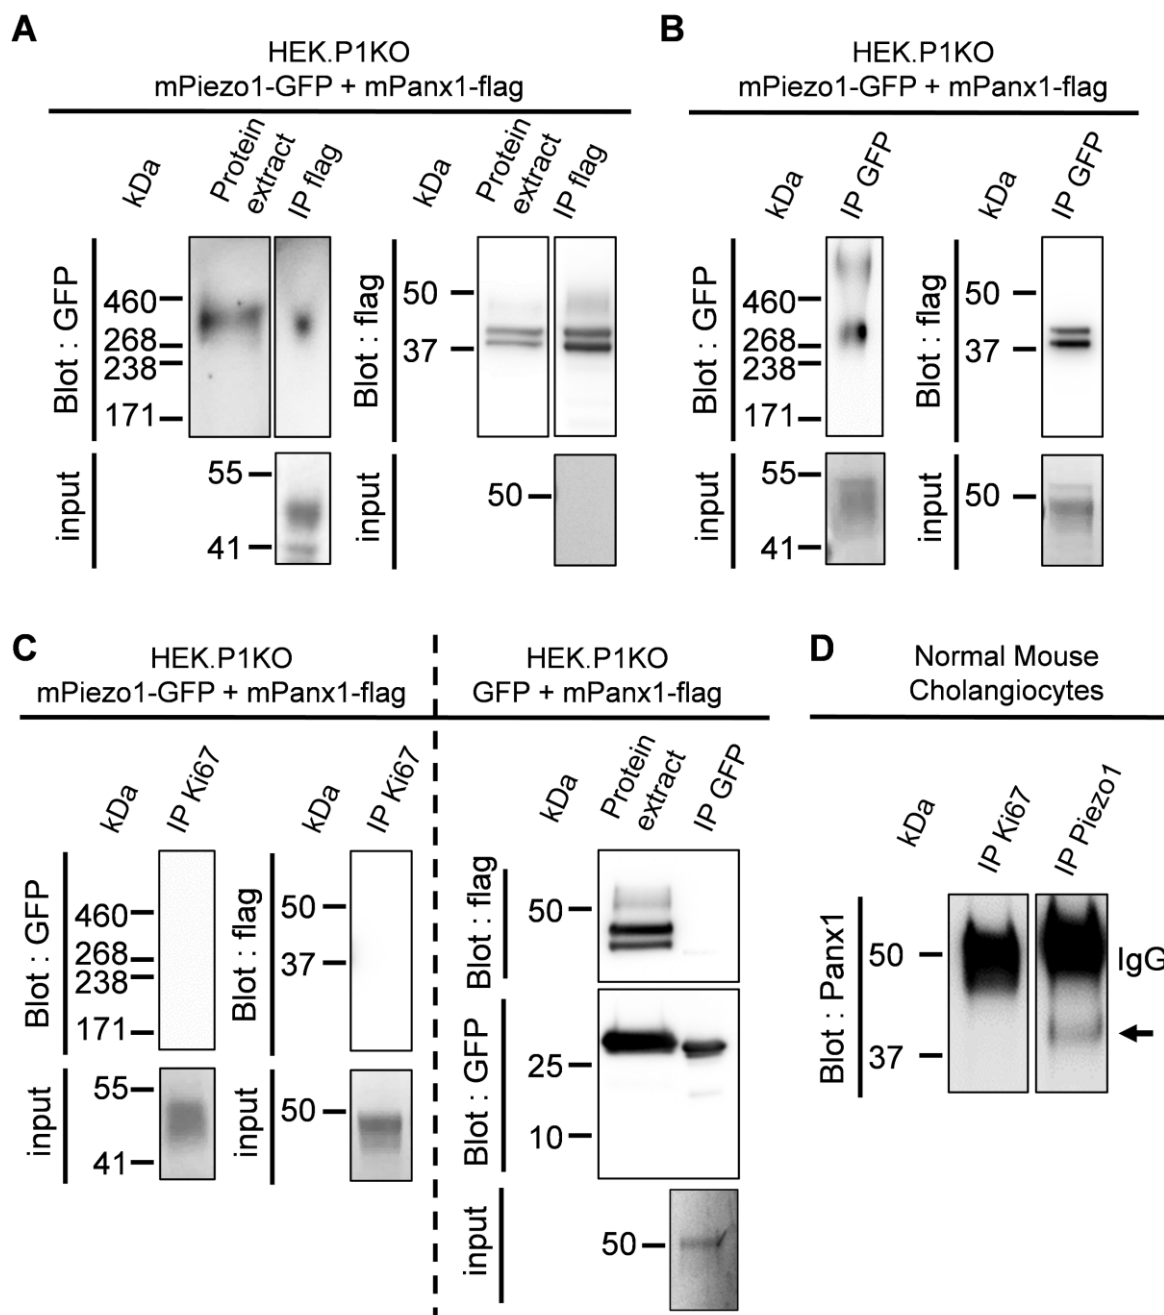 A
HEK.P1KO
mPiezo1-GFP + mPanx1-flag
kDa
Protein
extract
IP flag
Blot : GFP
460
268
238
171
input
55
41
kDa
Protein
extract
IP flag
Blot : flag
50
37
input
50
B
HEK.P1KO
mPiezo1-GFP + mPanx1-flag
kDa
IP GFP
Blot : GFP
460
268
238
171
input
55
41
kDa
IP GFP
Blot : flag
50
37
input
50
C
HEK.P1KO
mPiezo1-GFP + mPanx1-flag
kDa
IP Ki67
Blot : GFP
460
268
238
171
input
55
41
kDa
IP Ki67
Blot : flag
50
37
input
50
HEK.P1KO
GFP + mPanx1-flag
kDa
Protein
extract
IP GFP
Blot : flag
50
Blot : GFP
25
10
input
50
D
Normal Mouse
Cholangiocytes
kDa
IP Ki67
IP Piezo1
Blot : Panx1
50
37
IgG